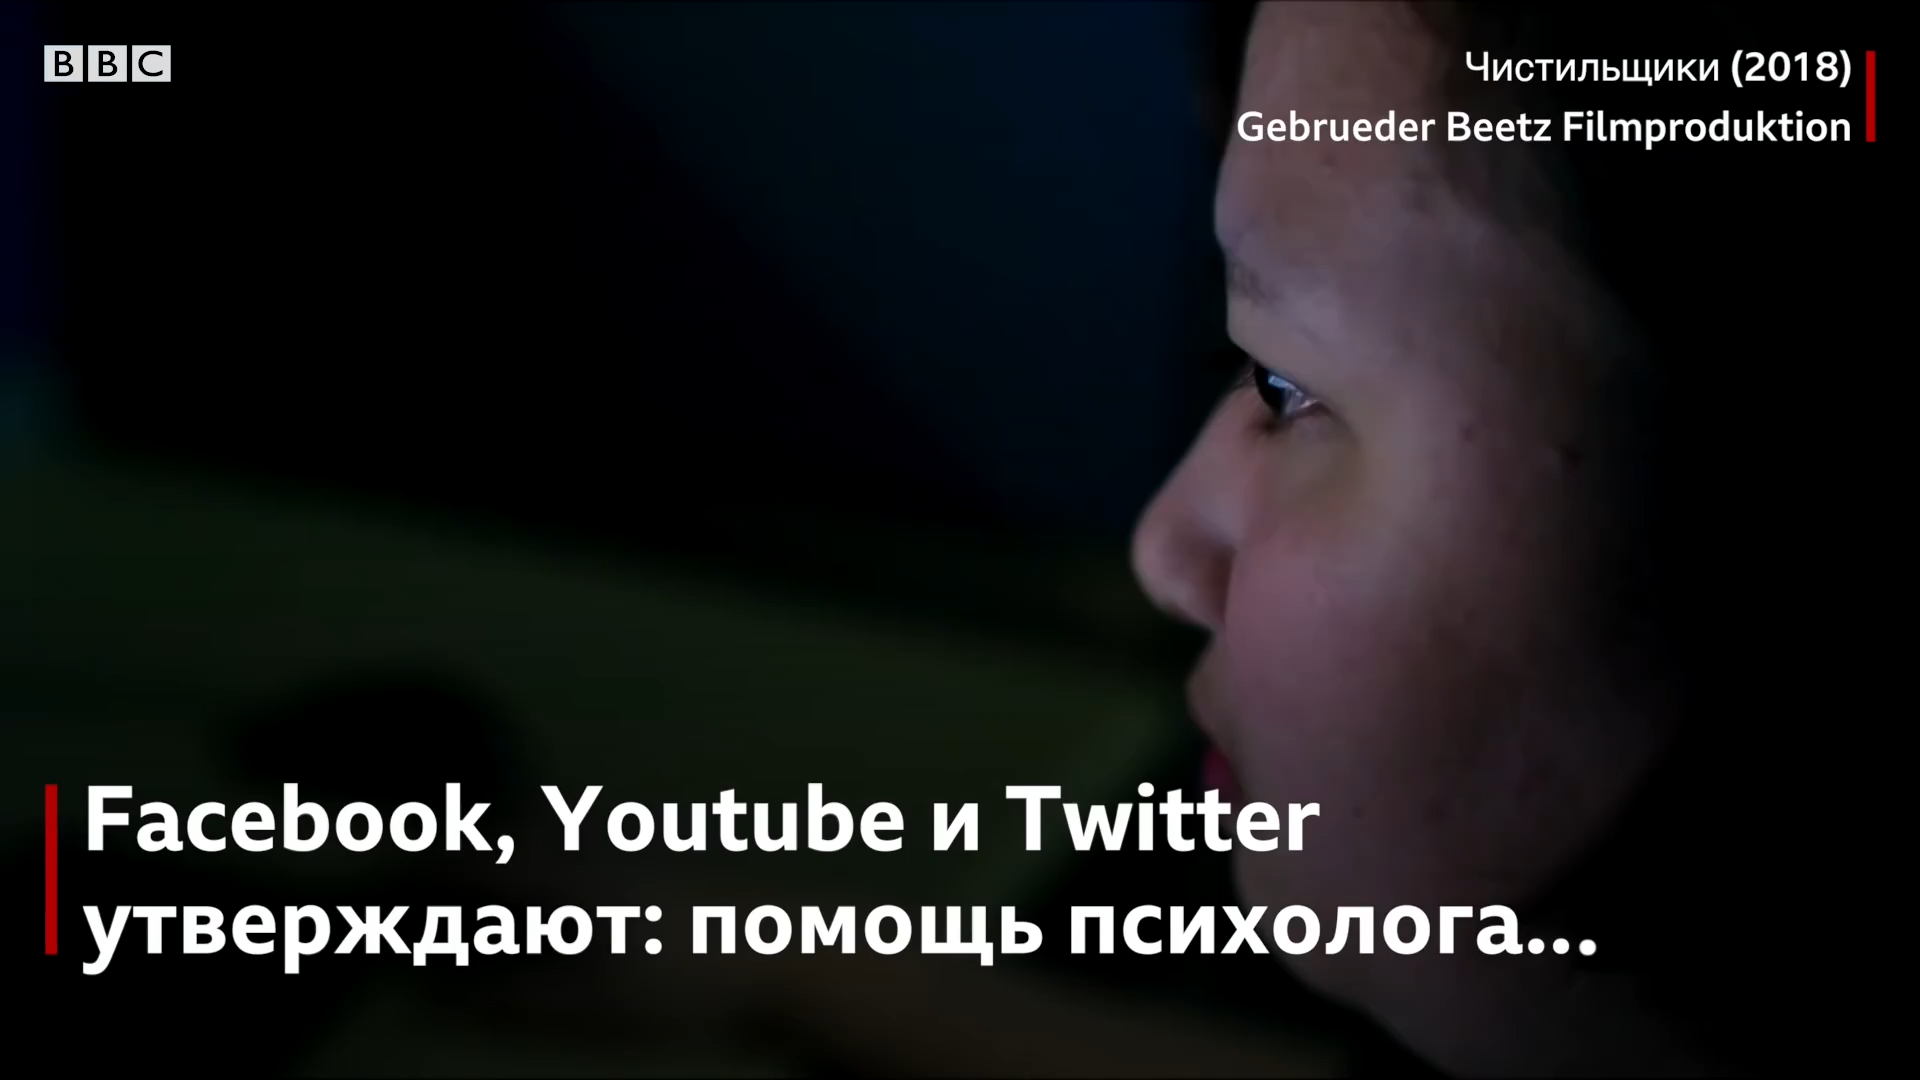 BBC
Чистильщики (2018)
Gebrueder Beetz Filmproduktion
Facebook, Youtube и Twitter
утверждают: помощь психолога...